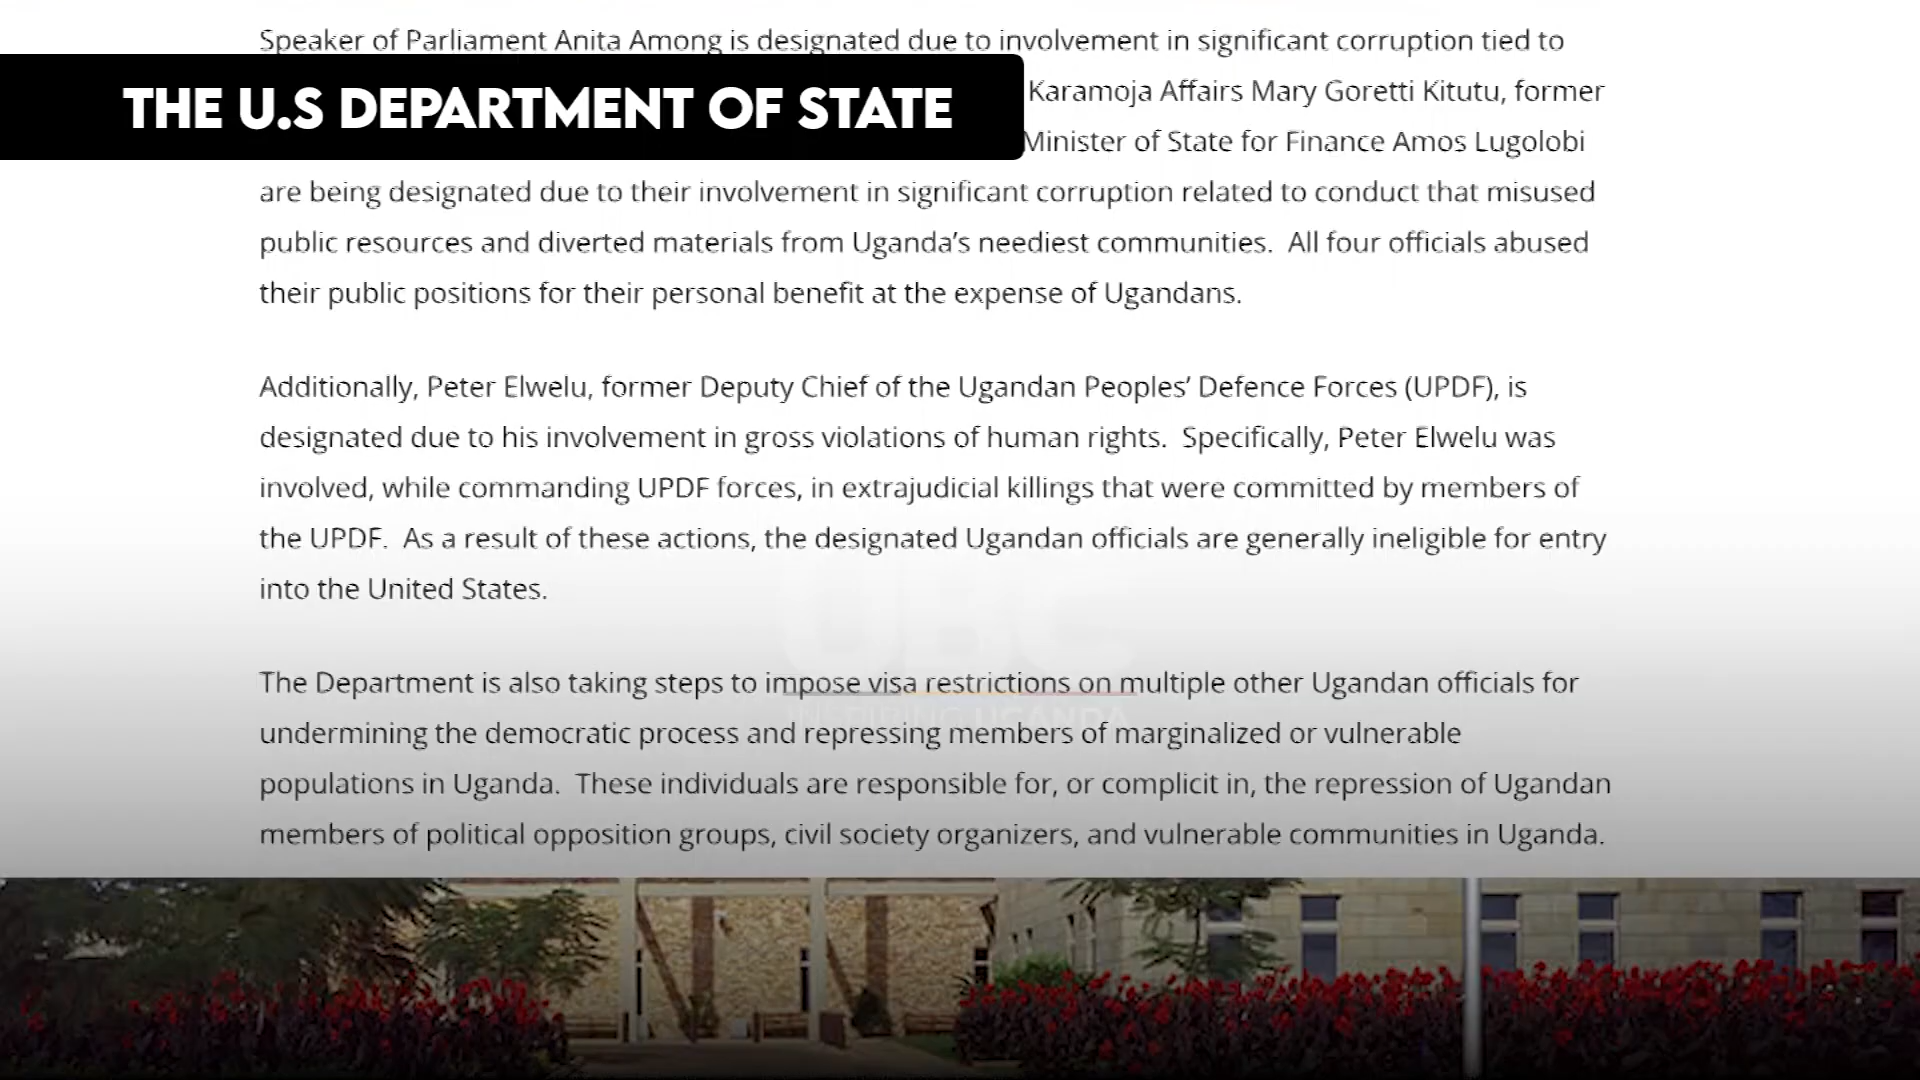 Speaker of Parliament Anita Among is designated due to involvement in significant corruption tied to
THE U.S DEPARTMENT OF STATE
Karamoja Affairs Mary Goretti Kitutu, former
Minister of State for Finance Amos Lugolobi
are being designated due to their involvement in significant corruption related to conduct that misused
public resources and diverted materials from Uganda’s neediest communities.  All four officials abused
their public positions for their personal benefit at the expense of Ugandans.
Additionally, Peter Elwelu, former Deputy Chief of the Ugandan Peoples’ Defence Forces (UPDF), is
designated due to his involvement in gross violations of human rights.  Specifically, Peter Elwelu was
involved, while commanding UPDF forces, in extrajudicial killings that were committed by members of
the UPDF.  As a result of these actions, the designated Ugandan officials are generally ineligible for entry
into the United States.
UBC
The Department is also taking steps to impose visa restrictions on multiple other Ugandan officials for
INSPIRING UGANDA
undermining the democratic process and repressing members of marginalized or vulnerable
populations in Uganda.  These individuals are responsible for, or complicit in, the repression of Ugandan
members of political opposition groups, civil society organizers, and vulnerable communities in Uganda.